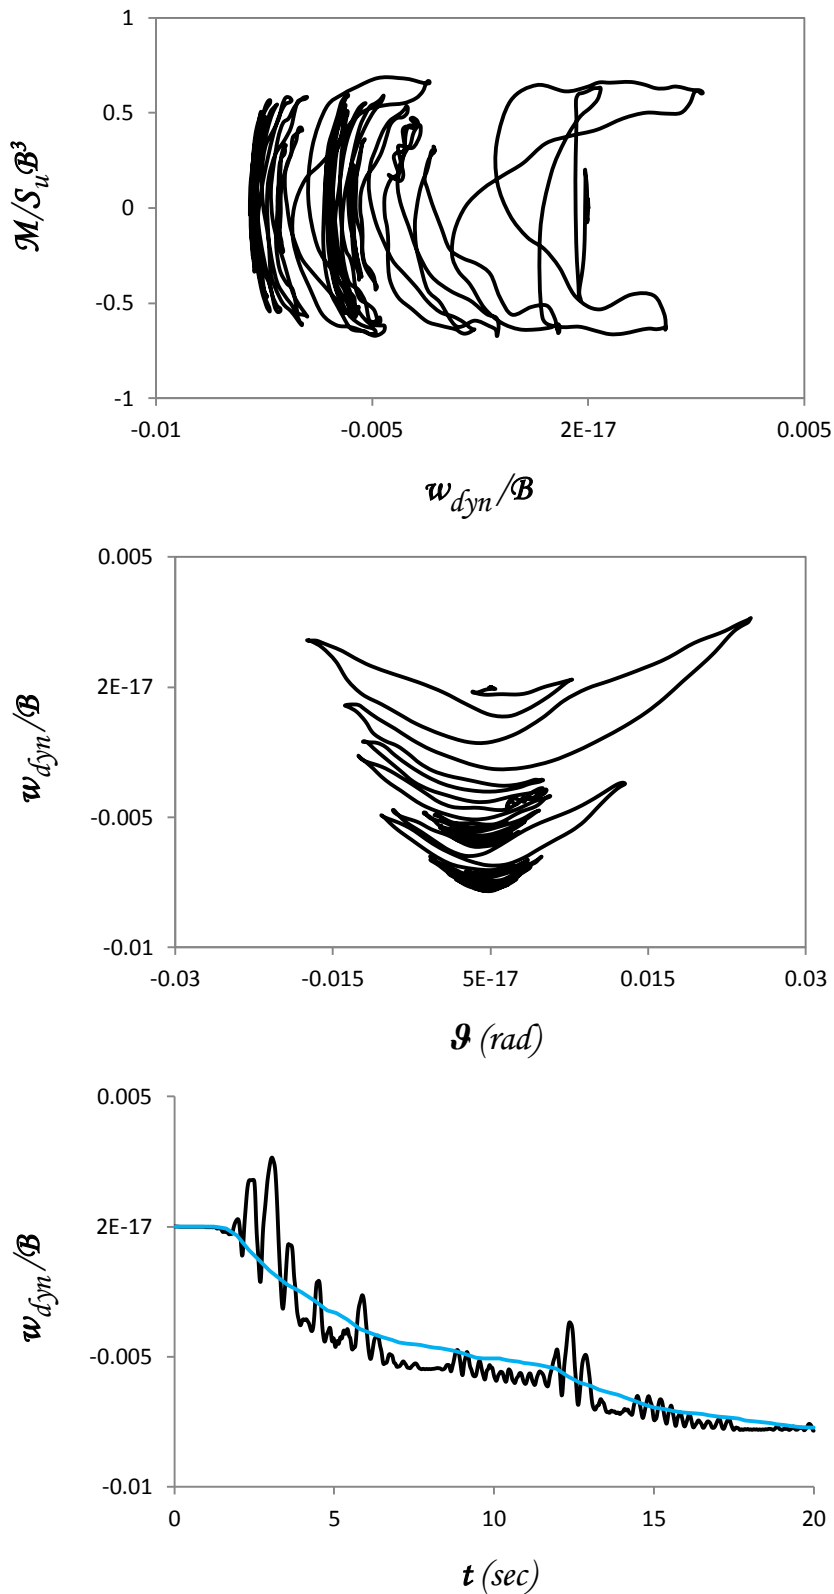 1
0.5
0
-0.5
-1
M/SuB³
-0.01 -0.005 2E-17 0.005
wdyn/B
0.005
2E-17
-0.005
-0.01
wdyn/B
-0.03 -0.015 5E-17 0.015 0.03
ϑ (rad)
0.005
2E-17
-0.005
-0.01
wdyn/B
0 5 10 15 20
t (sec)